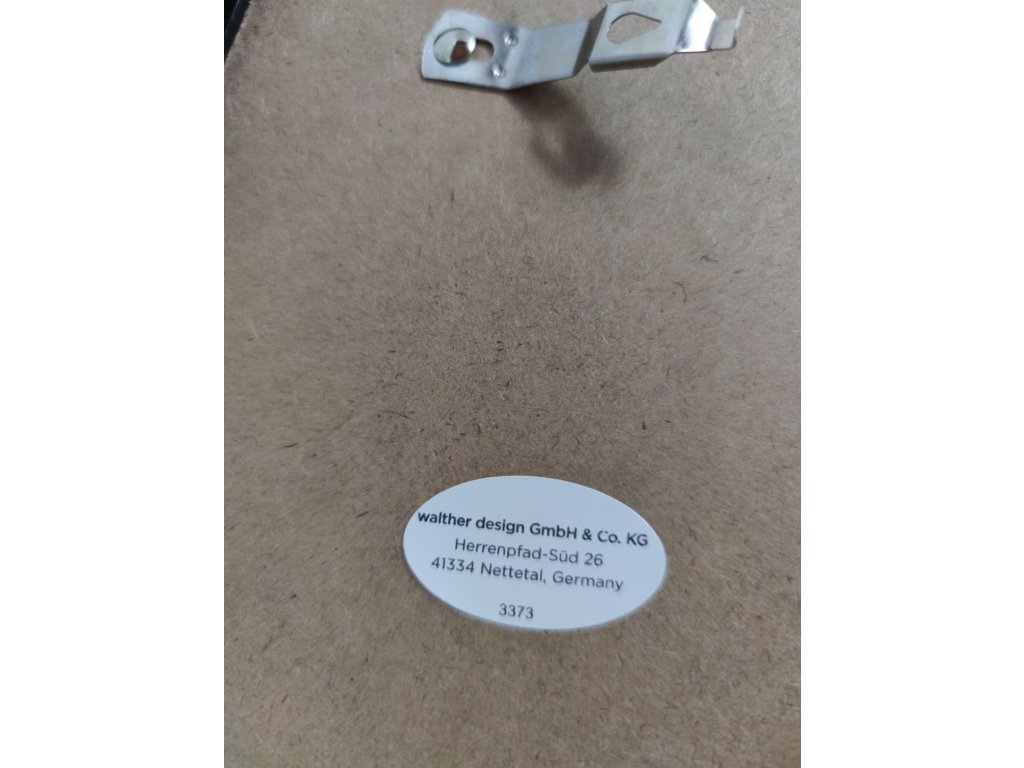 walther design GmbH & Co. KG
Herrenpfad-Süd 26
41334 Nettetal, Germany
3373